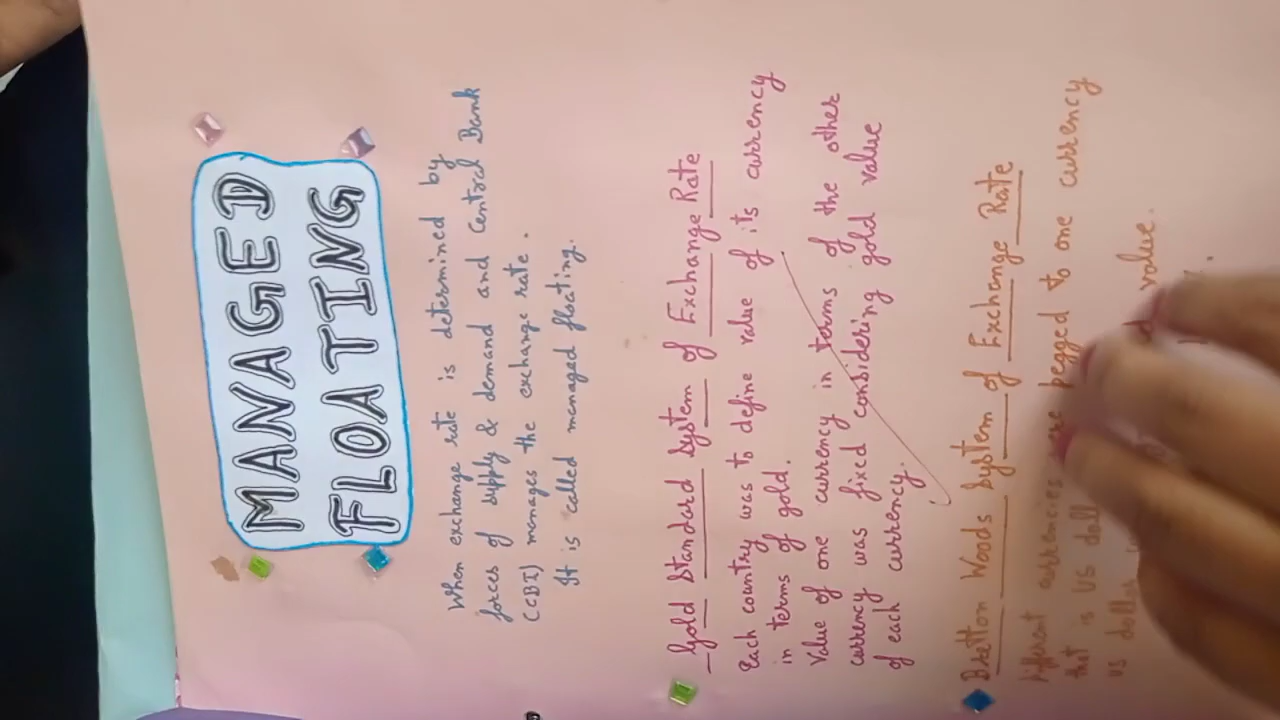 MANAGED
FLOATING
When exchange rate is determined by
forces of supply & demand and Central Bank
(CBI) manages the exchange rate.
It is called managed floating.
Gold Standard System of Exchange Rate
Each country was to define value of its currency
in terms of gold.
Value of one currency in terms of the other
currency was fixed considering gold value
of each currency.
Bretton Woods System of Exchange Rate
Different currencies were pegged to one currency
that is US value.
US dollar